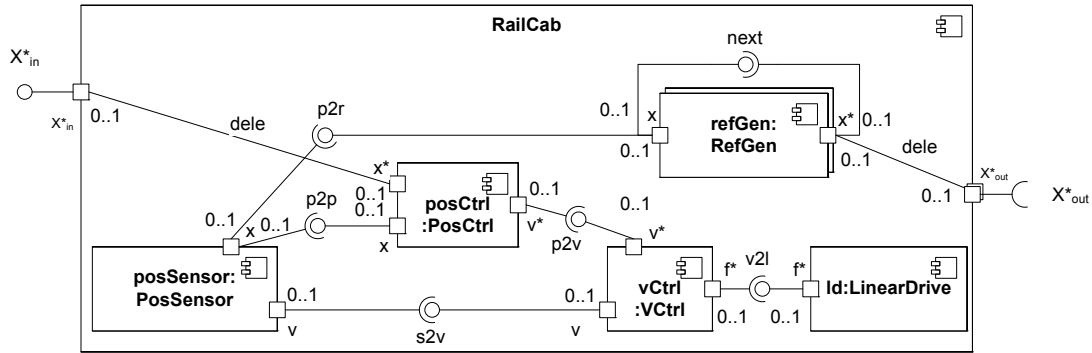 RailCab
X*in
next
X*in
0..1
p2r
0..1
x
refGen:
RefGen
x*
0..1
dele
0..1
0..1
dele
x*
0..1
0..1
posCtrl
:PosCtrl
0..1
0..1
X*out
0..1
X*out
0..1
x
0..1
p2p
x
v*
p2v
v*
posSensor:
PosSensor
0..1
v
s2v
0..1
v
vCtrl
:VCtrl
f*
0..1
v2l
f*
0..1
ld:LinearDrive